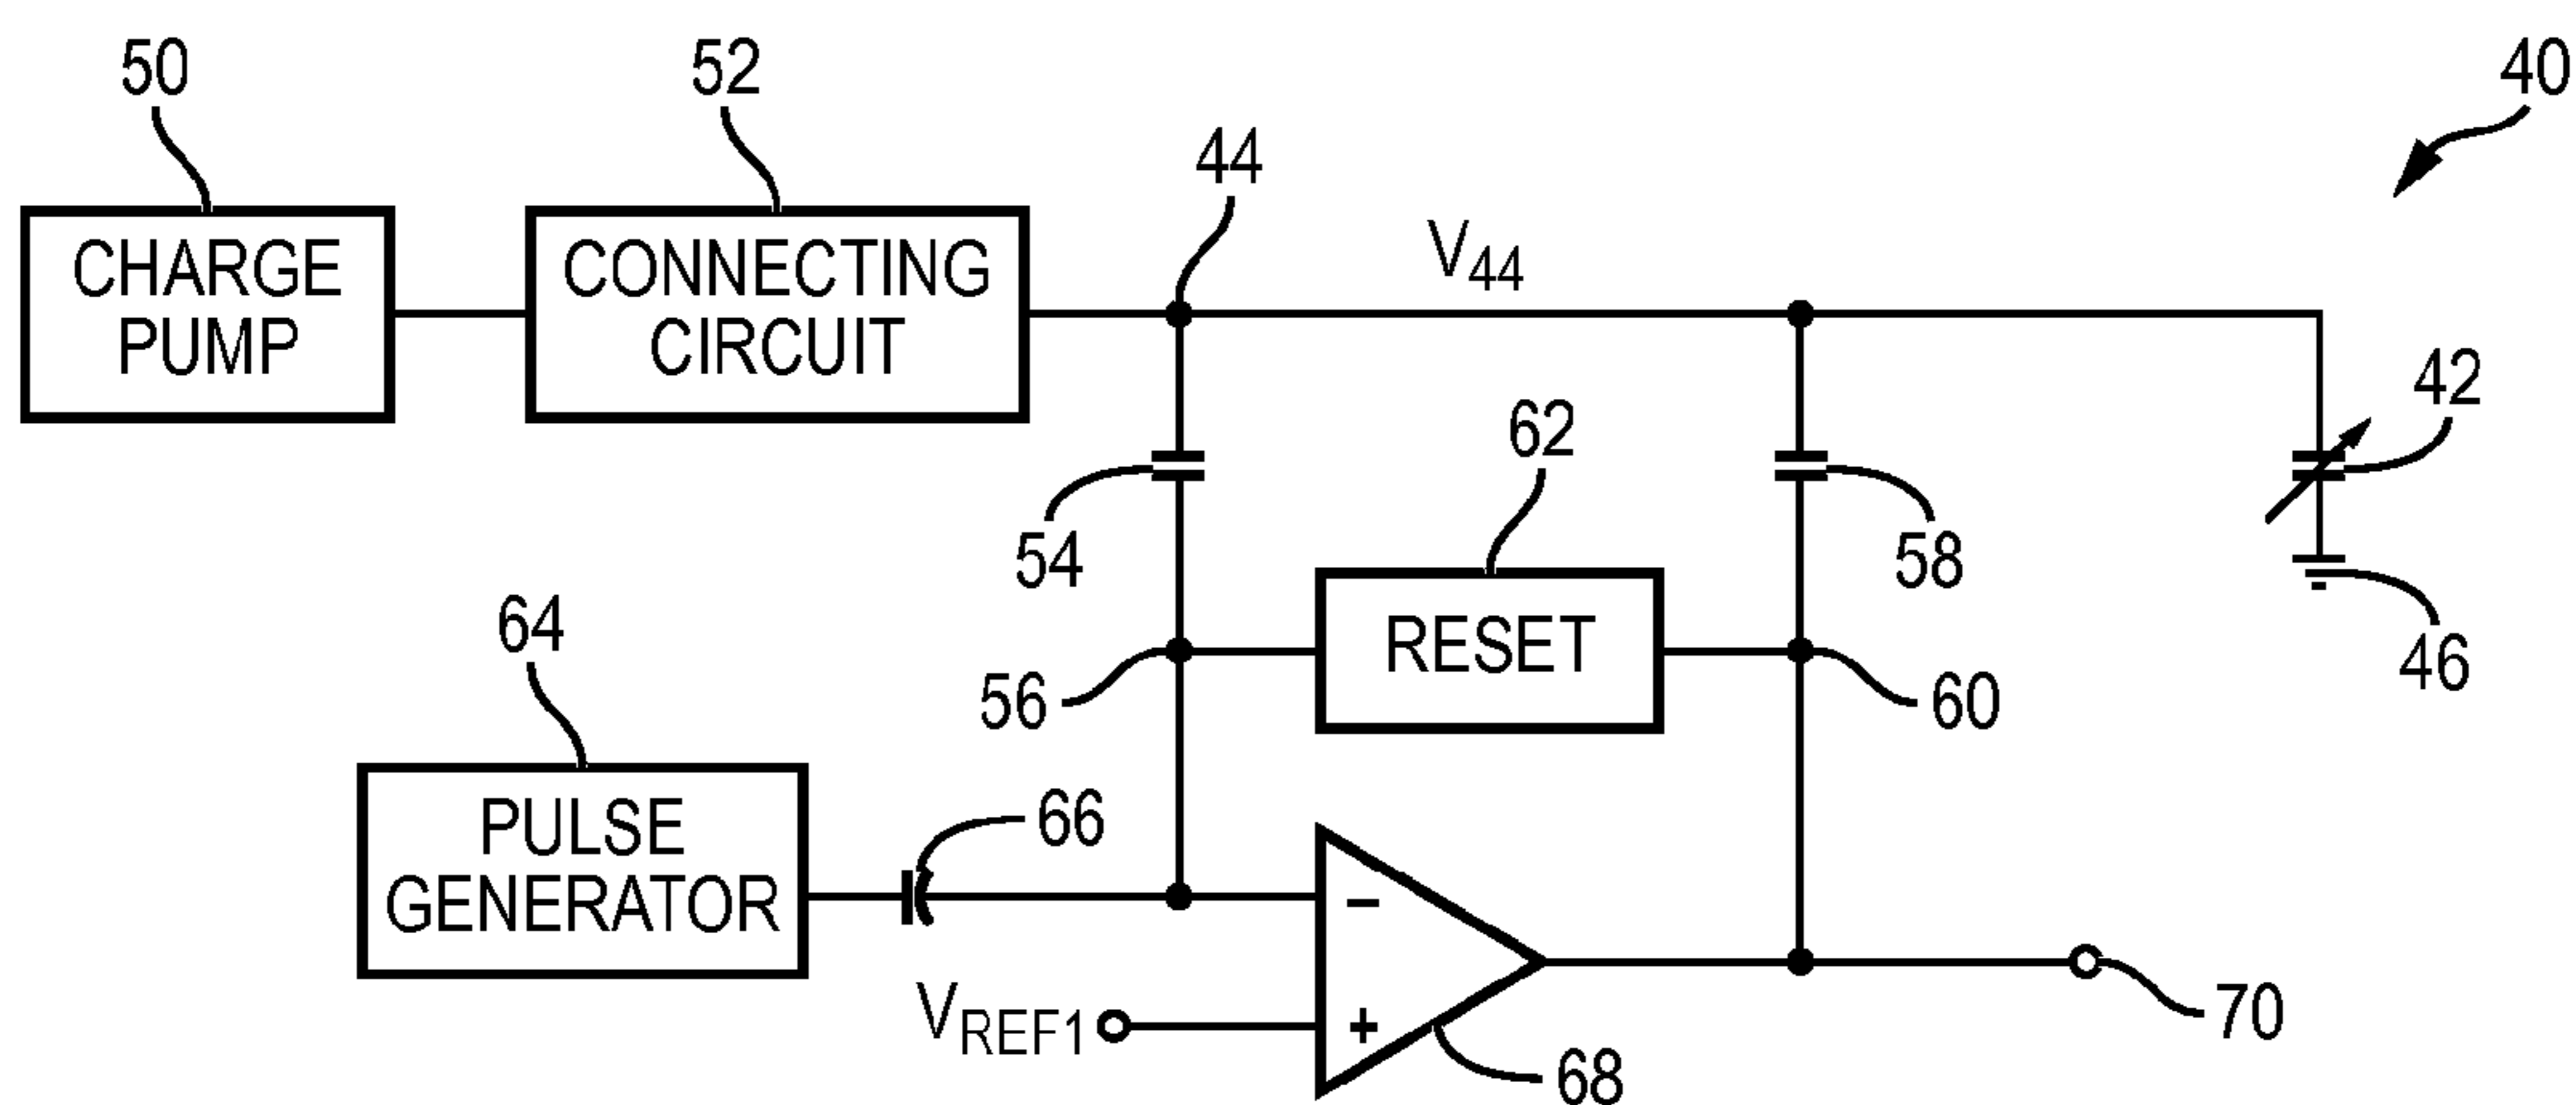 50
52
40
44
CHARGE
PUMP
CONNECTING
CIRCUIT
V44
42
62
54
58
RESET
46
64
56
60
PULSE
GENERATOR
66
−
VREF1
+
70
68